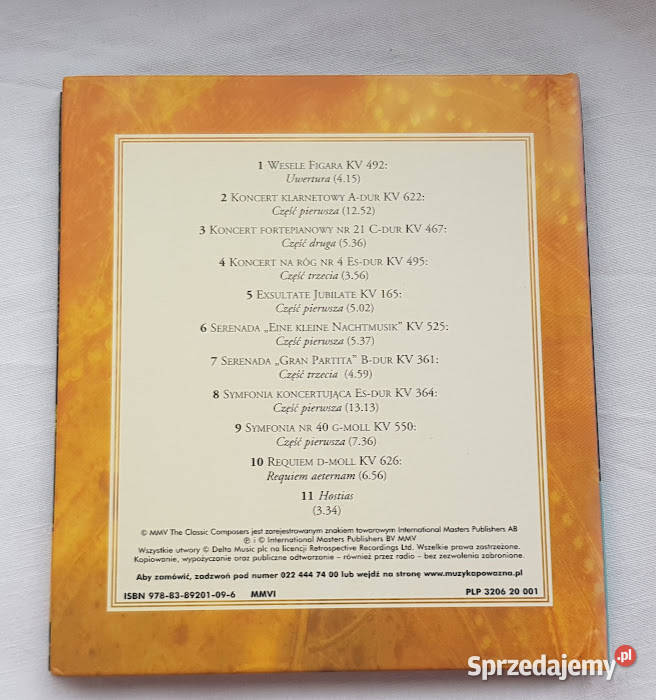 1 Wesele Figara KV 492:
Uwertura (4.15)
2 Koncert klarnetowy A-dur KV 622:
Część pierwsza (12.52)
3 Koncert fortepianowy nr 21 C-dur KV 467:
Część druga (5.36)
4 Koncert na róg nr 4 Es-dur KV 495:
Część trzecia (3.56)
5 Exsultate Jubilate KV 165:
Część pierwsza (5.02)
6 Serenada „Eine kleine Nachtmusik” KV 525:
Część pierwsza (5.37)
7 Serenada „Gran Partita” B-dur KV 361:
Część trzecia (4.59)
8 Symfonia koncertująca Es-dur KV 364:
Część pierwsza (13.13)
9 Symfonia nr 40 g-moll KV 550:
Część pierwsza (7.36)
10 Requiem d-moll KV 626:
Requiem aeternam (6.56)
11 Hostias
(3.34)
© MMV The Classic Composers jest zarejestrowanym znakiem towarowym International Masters Publishers AB
℗ i © International Masters Publishers BV MMV
Wszystkie utwory © Delta Music plc na licencji Retrospective Recordings Ltd. Wszelkie prawa zastrzeżone.
Kopiowanie, wypożyczanie oraz publiczne odtwarzanie – również przez radio – bez zezwolenia zabronione.
Aby zamówić, zadzwoń pod numer 022 444 74 00 lub wejdź na stronę www.muzykapowazna.pl
ISBN 978-83-89201-09-6 MMVI PLP 3206 20 001
Sprzedajemy.pl